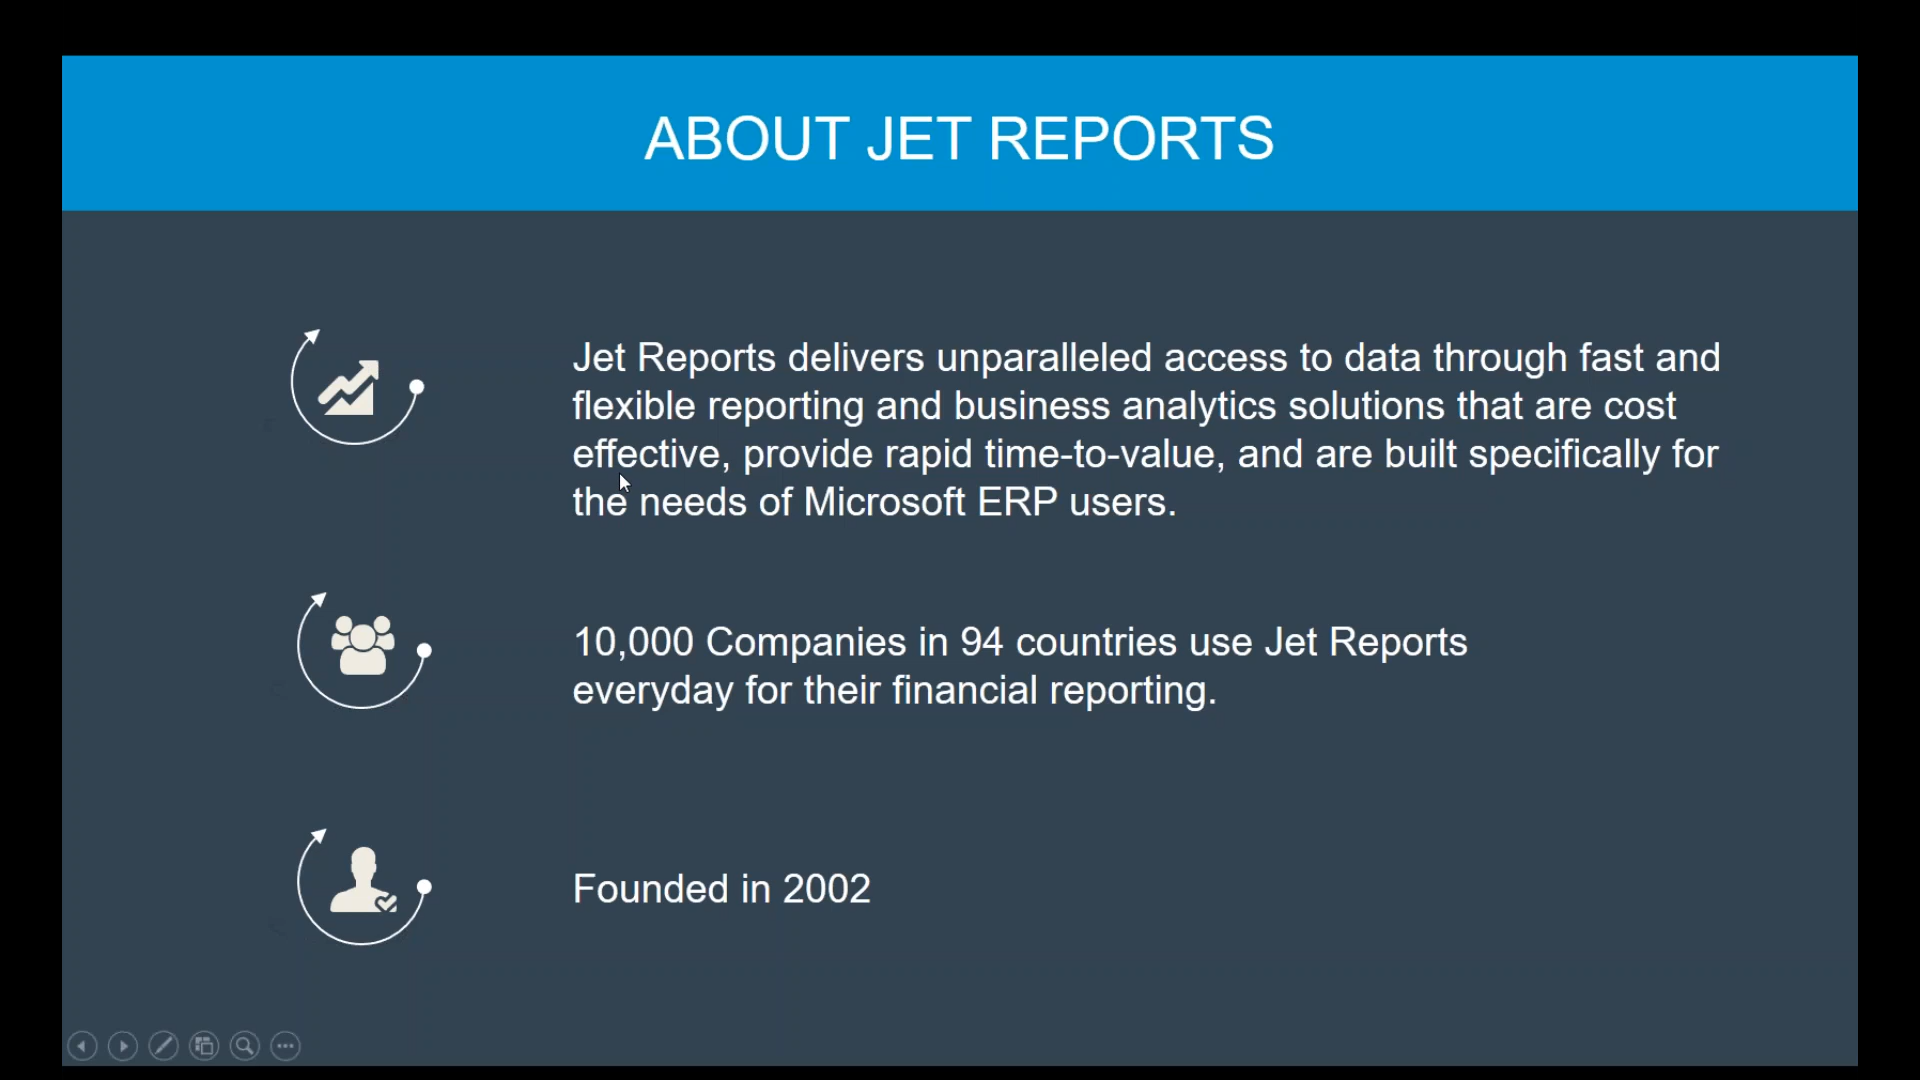 ABOUT JET REPORTS
Jet Reports delivers unparalleled access to data through fast and
flexible reporting and business analytics solutions that are cost
effective, provide rapid time-to-value, and are built specifically for
the needs of Microsoft ERP users.
10,000 Companies in 94 countries use Jet Reports
everyday for their financial reporting.
Founded in 2002